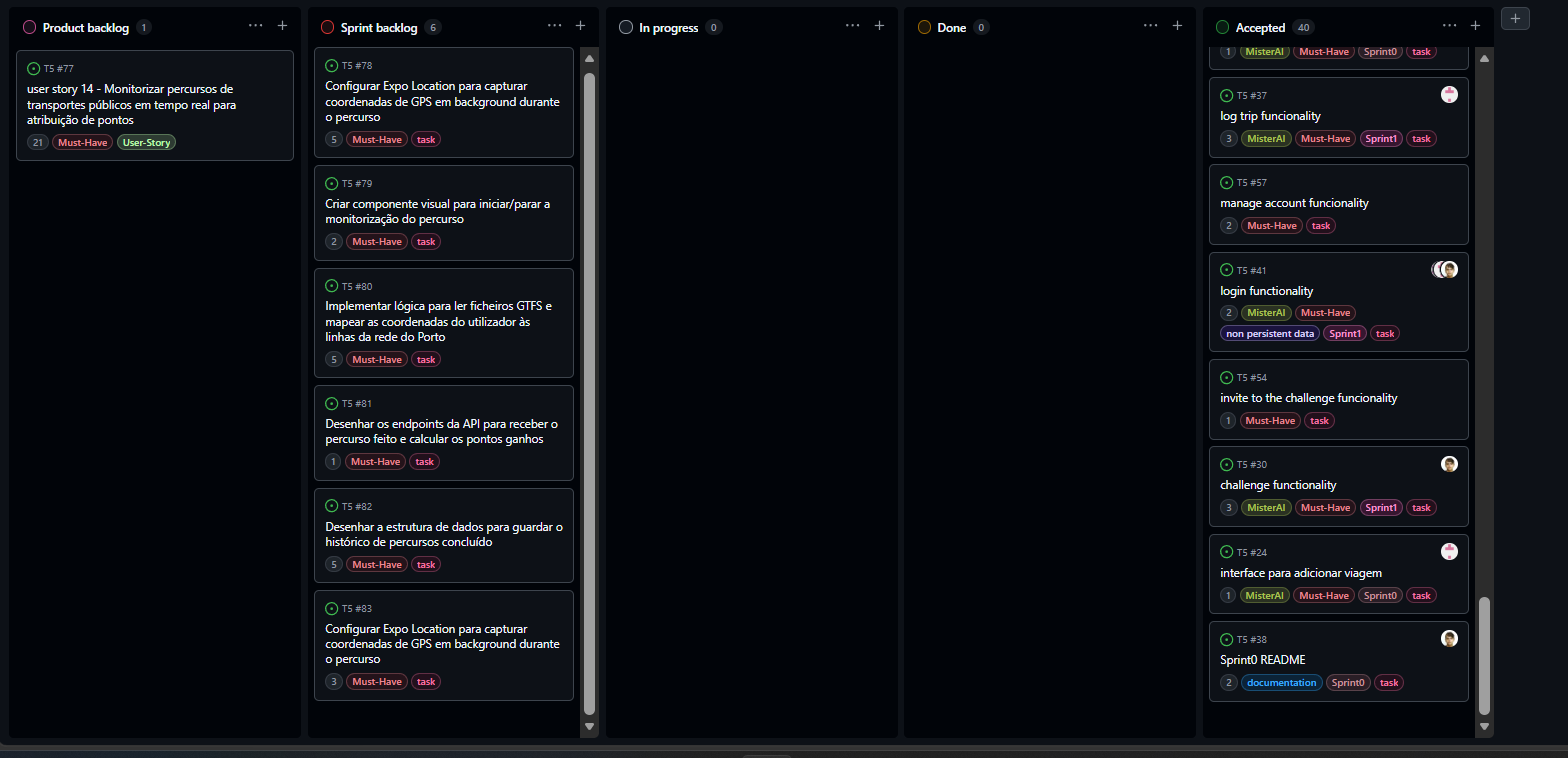 Product backlog 1
T5 #77
user story 14 - Monitorizar percursos de
transportes públicos em tempo real para
atribuição de pontos
21 Must-Have User-Story
Sprint backlog 6
T5 #78
Configurar Expo Location para capturar
coordenadas de GPS em background durante
o percurso
5 Must-Have task
T5 #79
Criar componente visual para iniciar/parar a
monitorização do percurso
2 Must-Have task
T5 #80
Implementar lógica para ler ficheiros GTFS e
mapear as coordenadas do utilizador às
linhas da rede do Porto
5 Must-Have task
T5 #81
Desenhar os endpoints da API para receber o
percurso feito e calcular os pontos ganhos
1 Must-Have task
T5 #82
Desenhar a estrutura de dados para guardar o
histórico de percursos concluído
5 Must-Have task
T5 #83
Configurar Expo Location para capturar
coordenadas de GPS em background durante
o percurso
3 Must-Have task
In progress 0
Done 0
Accepted 40
1 MisterAI Must-Have Sprint0 task
T5 #37
log trip funcionality
3 MisterAI Must-Have Sprint1 task
T5 #57
manage account funcionality
2 Must-Have task
T5 #41
login functionality
2 MisterAI Must-Have
non persistent data Sprint1 task
T5 #54
invite to the challenge funcionality
1 Must-Have task
T5 #30
challenge functionality
3 MisterAI Must-Have Sprint1 task
T5 #24
interface para adicionar viagem
1 MisterAI Must-Have Sprint0 task
T5 #38
Sprint0 README
2 documentation Sprint0 task